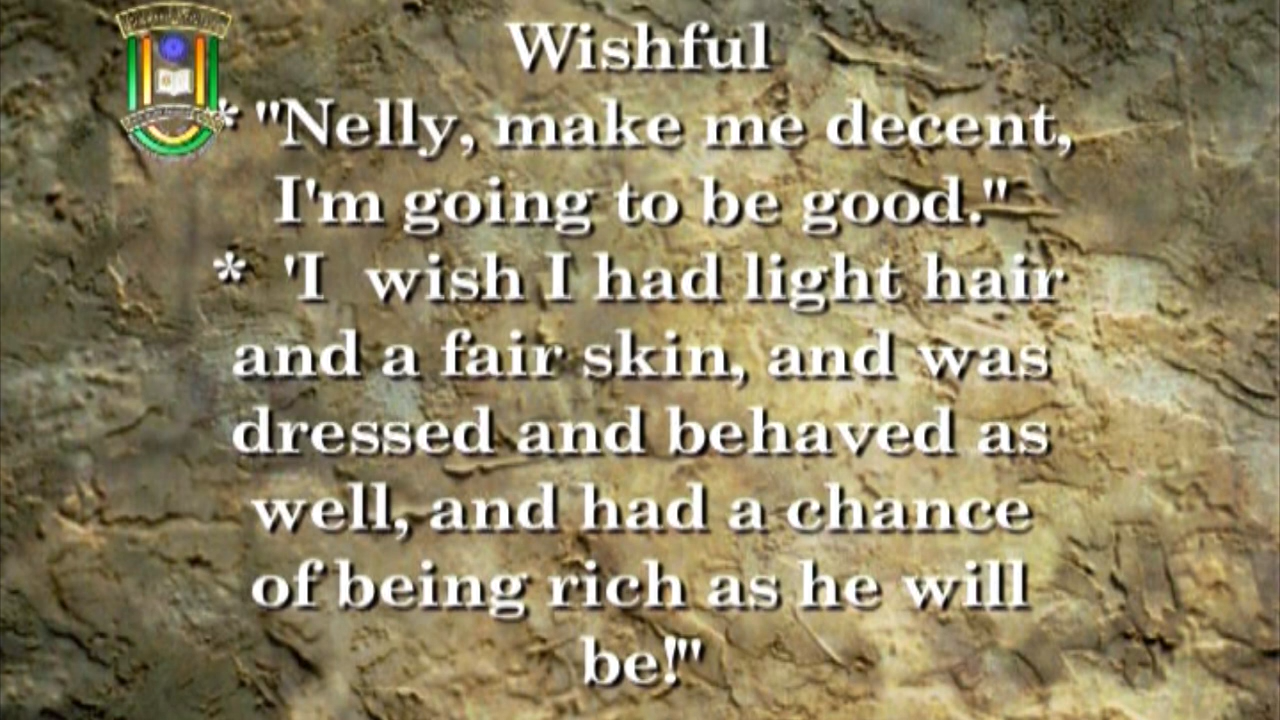 Wishful
* "Nelly, make me decent,
I'm going to be good."
* 'I wish I had light hair
and a fair skin, and was
dressed and behaved as
well, and had a chance
of being rich as he will
be!"